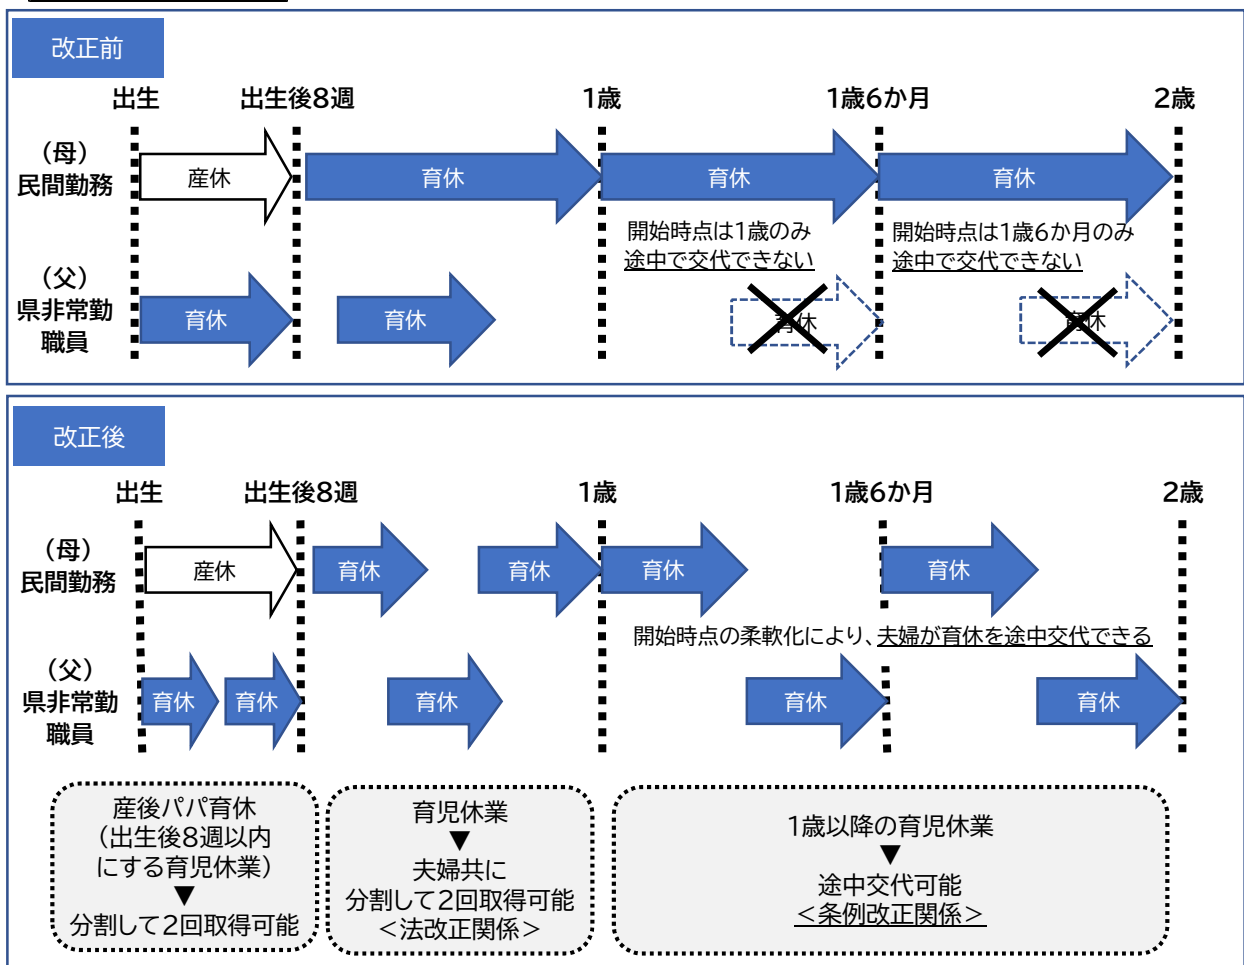 改正前
出生 出生後8週 1歳 1歳6か月 2歳
(母)
民間勤務
産休 育休 育休 育休
開始時点は1歳のみ
途中で交代できない
開始時点は1歳6か月のみ
途中で交代できない
(父)
県非常勤
職員
育休 育休 育休 育休
改正後
出生 出生後8週 1歳 1歳6か月 2歳
(母)
民間勤務
産休 育休 育休 育休 育休
開始時点の柔軟化により、夫婦が育休を途中交代できる
(父)
県非常勤
職員
育休 育休 育休 育休 育休
産後パパ育休
(出生後8週以内
にする育児休業)
▼
分割して2回取得可能
育児休業
▼
夫婦共に
分割して2回取得可能
<法改正関係>
1歳以降の育児休業
▼
途中交代可能
<条例改正関係>